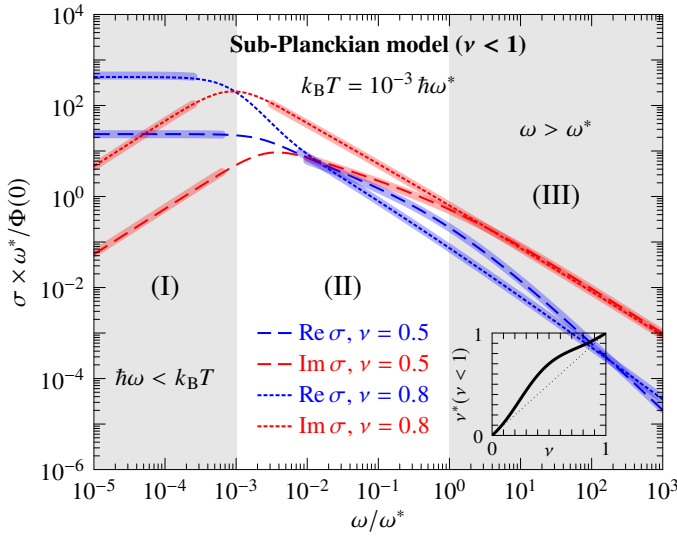 Sub-Planckian model (ν < 1)
k_B T = 10^−3 ℏω*
ω > ω*
(I)
(II)
(III)
ℏω < k_B T
Re σ, ν = 0.5
Im σ, ν = 0.5
Re σ, ν = 0.8
Im σ, ν = 0.8
σ × ω*/Φ(0)
10^4
10^2
10^0
10^−2
10^−4
10^−6
10^−5
10^−4
10^−3
10^−2
10^−1
10^0
10^1
10^2
10^3
ω/ω*
ν*(ν < 1)
1
0
0
ν
1